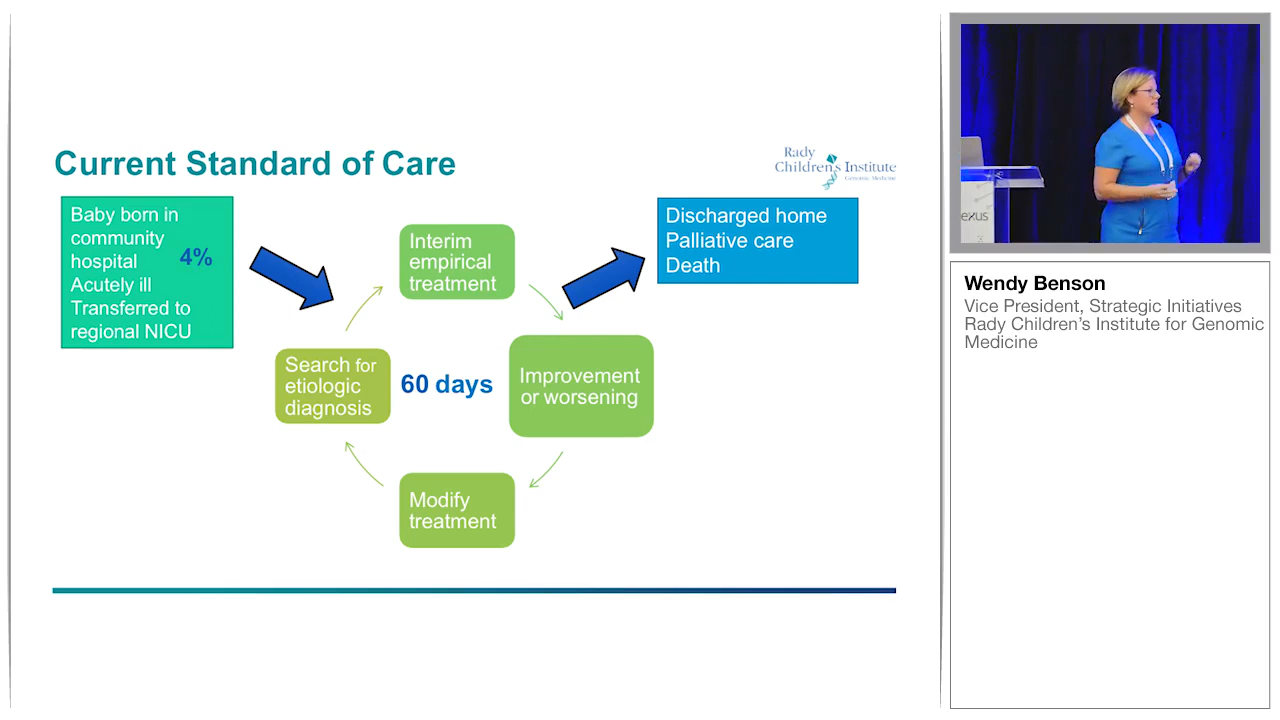 Current Standard of Care
Rady
Children's Institute
Genomic Medicine
Baby born in
community
hospital
4%
Acutely ill
Transferred to
regional NICU
Interim
empirical
treatment
Discharged home
Palliative care
Death
Search for
etiologic
diagnosis
60 days
Improvement
or worsening
Modify
treatment
exus
Wendy Benson
Vice President, Strategic Initiatives
Rady Children’s Institute for Genomic
Medicine